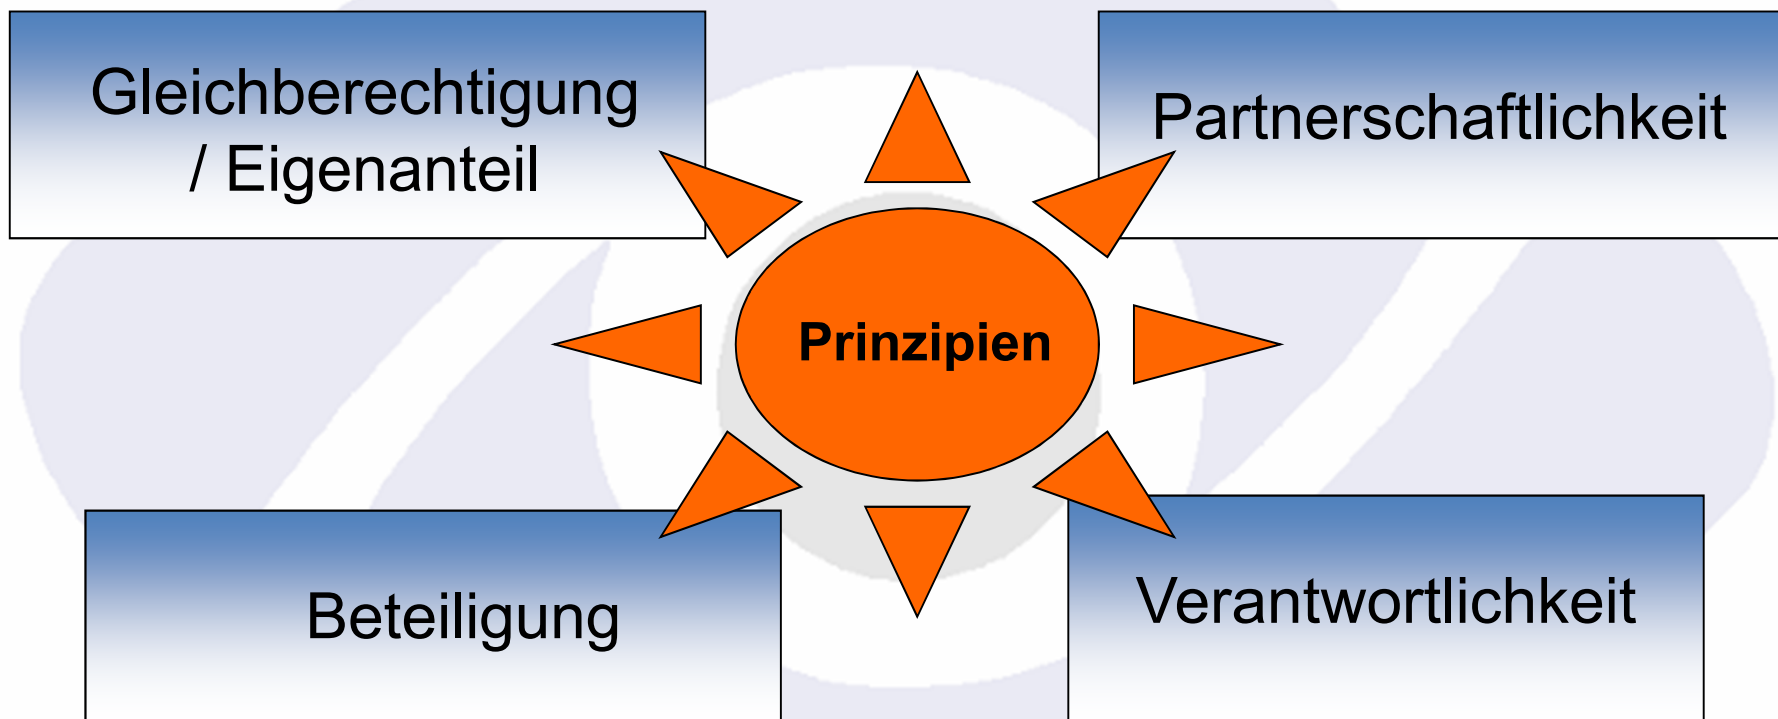 Gleichberechtigung
/ Eigenanteil
Partnerschaftlichkeit
Prinzipien
Beteiligung
Verantwortlichkeit